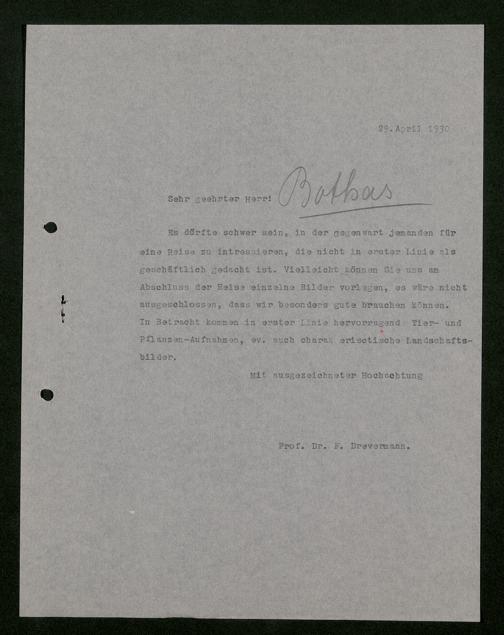 29.April 1930
Sehr geehrter Herr!
Bothas
Es dürfte schwer sein, in der gegenwart jemanden für
eine Reise zu intressieren, die nicht in erster Linie als
geschäftlich gedacht ist. Vielleicht können Sie uns am
Abschluss der Reise einzelne Bilder vorlegen, es wäre nicht
ausgeschlossen, dass wir besonders gute brauchen können.
In Betracht kommen in erster Linie hervorragende Tier- und
Pflanzen-Aufnahmen, ev. auch charak eristische Landschafts-
bilder.
Mit ausgezeichneter Hochachtung
Prof. Dr. F. Drevermann.